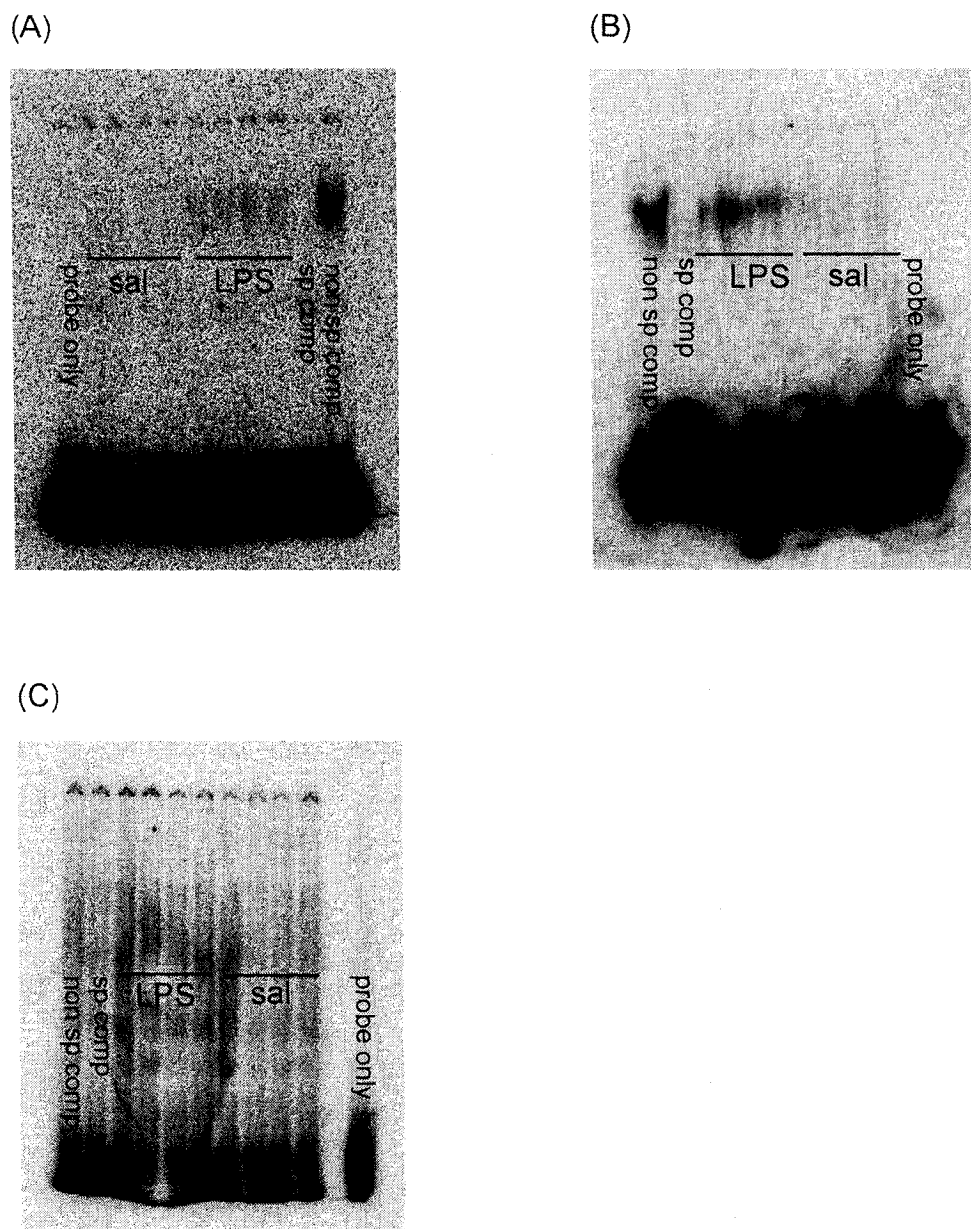 (A)
(B)
probe only
sal
LPS
sp comp
non sp comp
non sp comp
sp comp
LPS
sal
probe only
(C)
non sp comp
sp comp
LPS
sal
probe only